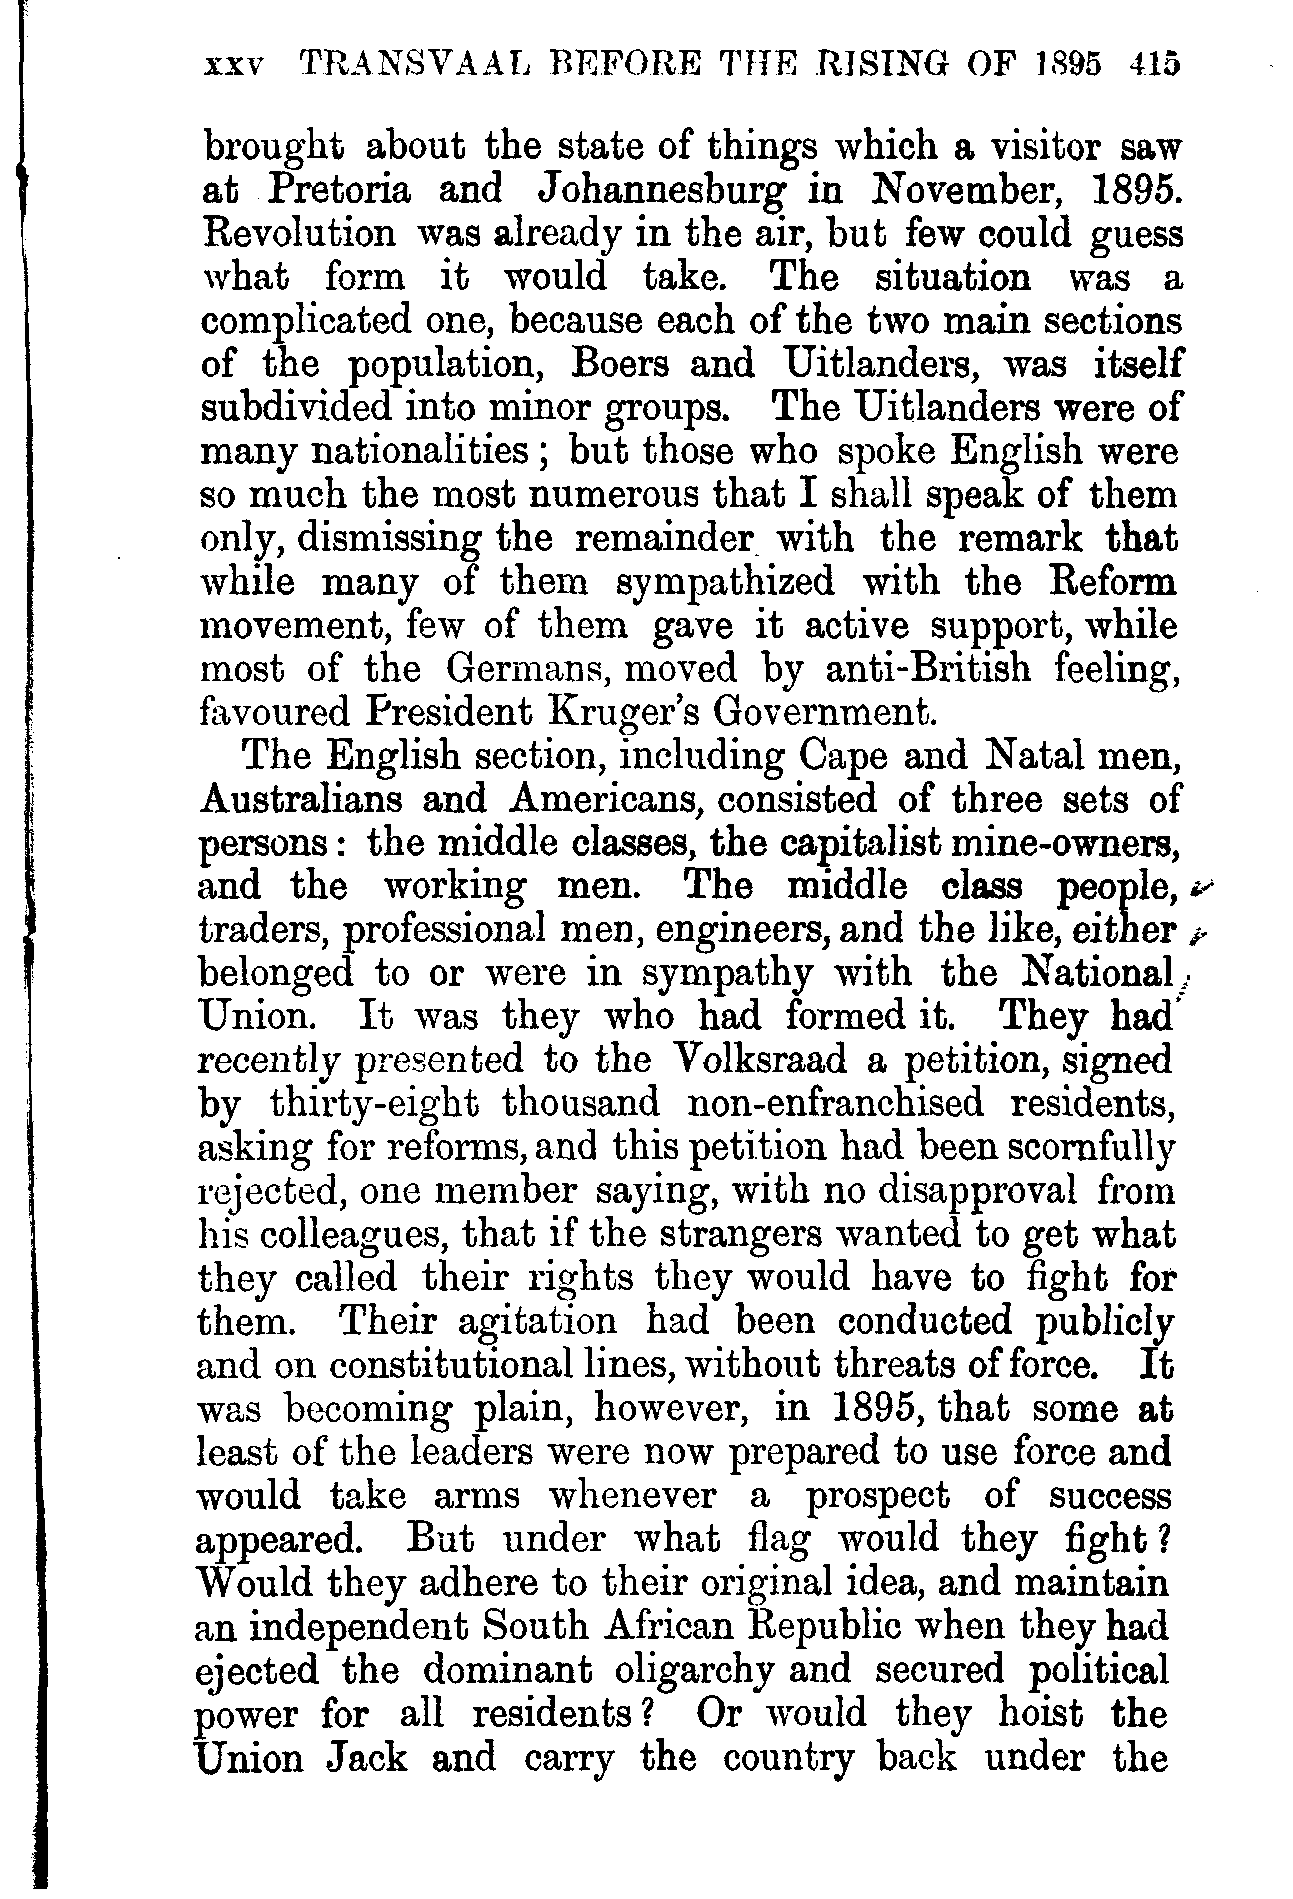 xxv TRANSVAAL BEFORE THE RISING OF 1895 415
brought about the state of things which a visitor saw
at Pretoria and Johannesburg in November, 1895.
Revolution was already in the air, but few could guess
what form it would take. The situation was a
complicated one, because each of the two main sections
of the population, Boers and Uitlanders, was itself
subdivided into minor groups. The Uitlanders were of
many nationalities; but those who spoke English were
so much the most numerous that I shall speak of them
only, dismissing the remainder with the remark that
while many of them sympathized with the Reform
movement, few of them gave it active support, while
most of the Germans, moved by anti-British feeling,
favoured President Kruger's Government.
The English section, including Cape and Natal men,
Australians and Americans, consisted of three sets of
persons: the middle classes, the capitalist mine-owners,
and the working men. The middle class people,
traders, professional men, engineers, and the like, either
belonged to or were in sympathy with the National
Union. It was they who had formed it. They had
recently presented to the Volksraad a petition, signed
by thirty-eight thousand non-enfranchised residents,
asking for reforms, and this petition had been scornfully
rejected, one member saying, with no disapproval from
his colleagues, that if the strangers wanted to get what
they called their rights they would have to fight for
them. Their agitation had been conducted publicly
and on constitutional lines, without threats of force. It
was becoming plain, however, in 1895, that some at
least of the leaders were now prepared to use force and
would take arms whenever a prospect of success
appeared. But under what flag would they fight?
Would they adhere to their original idea, and maintain
an independent South African Republic when they had
ejected the dominant oligarchy and secured political
power for all residents? Or would they hoist the
Union Jack and carry the country back under the